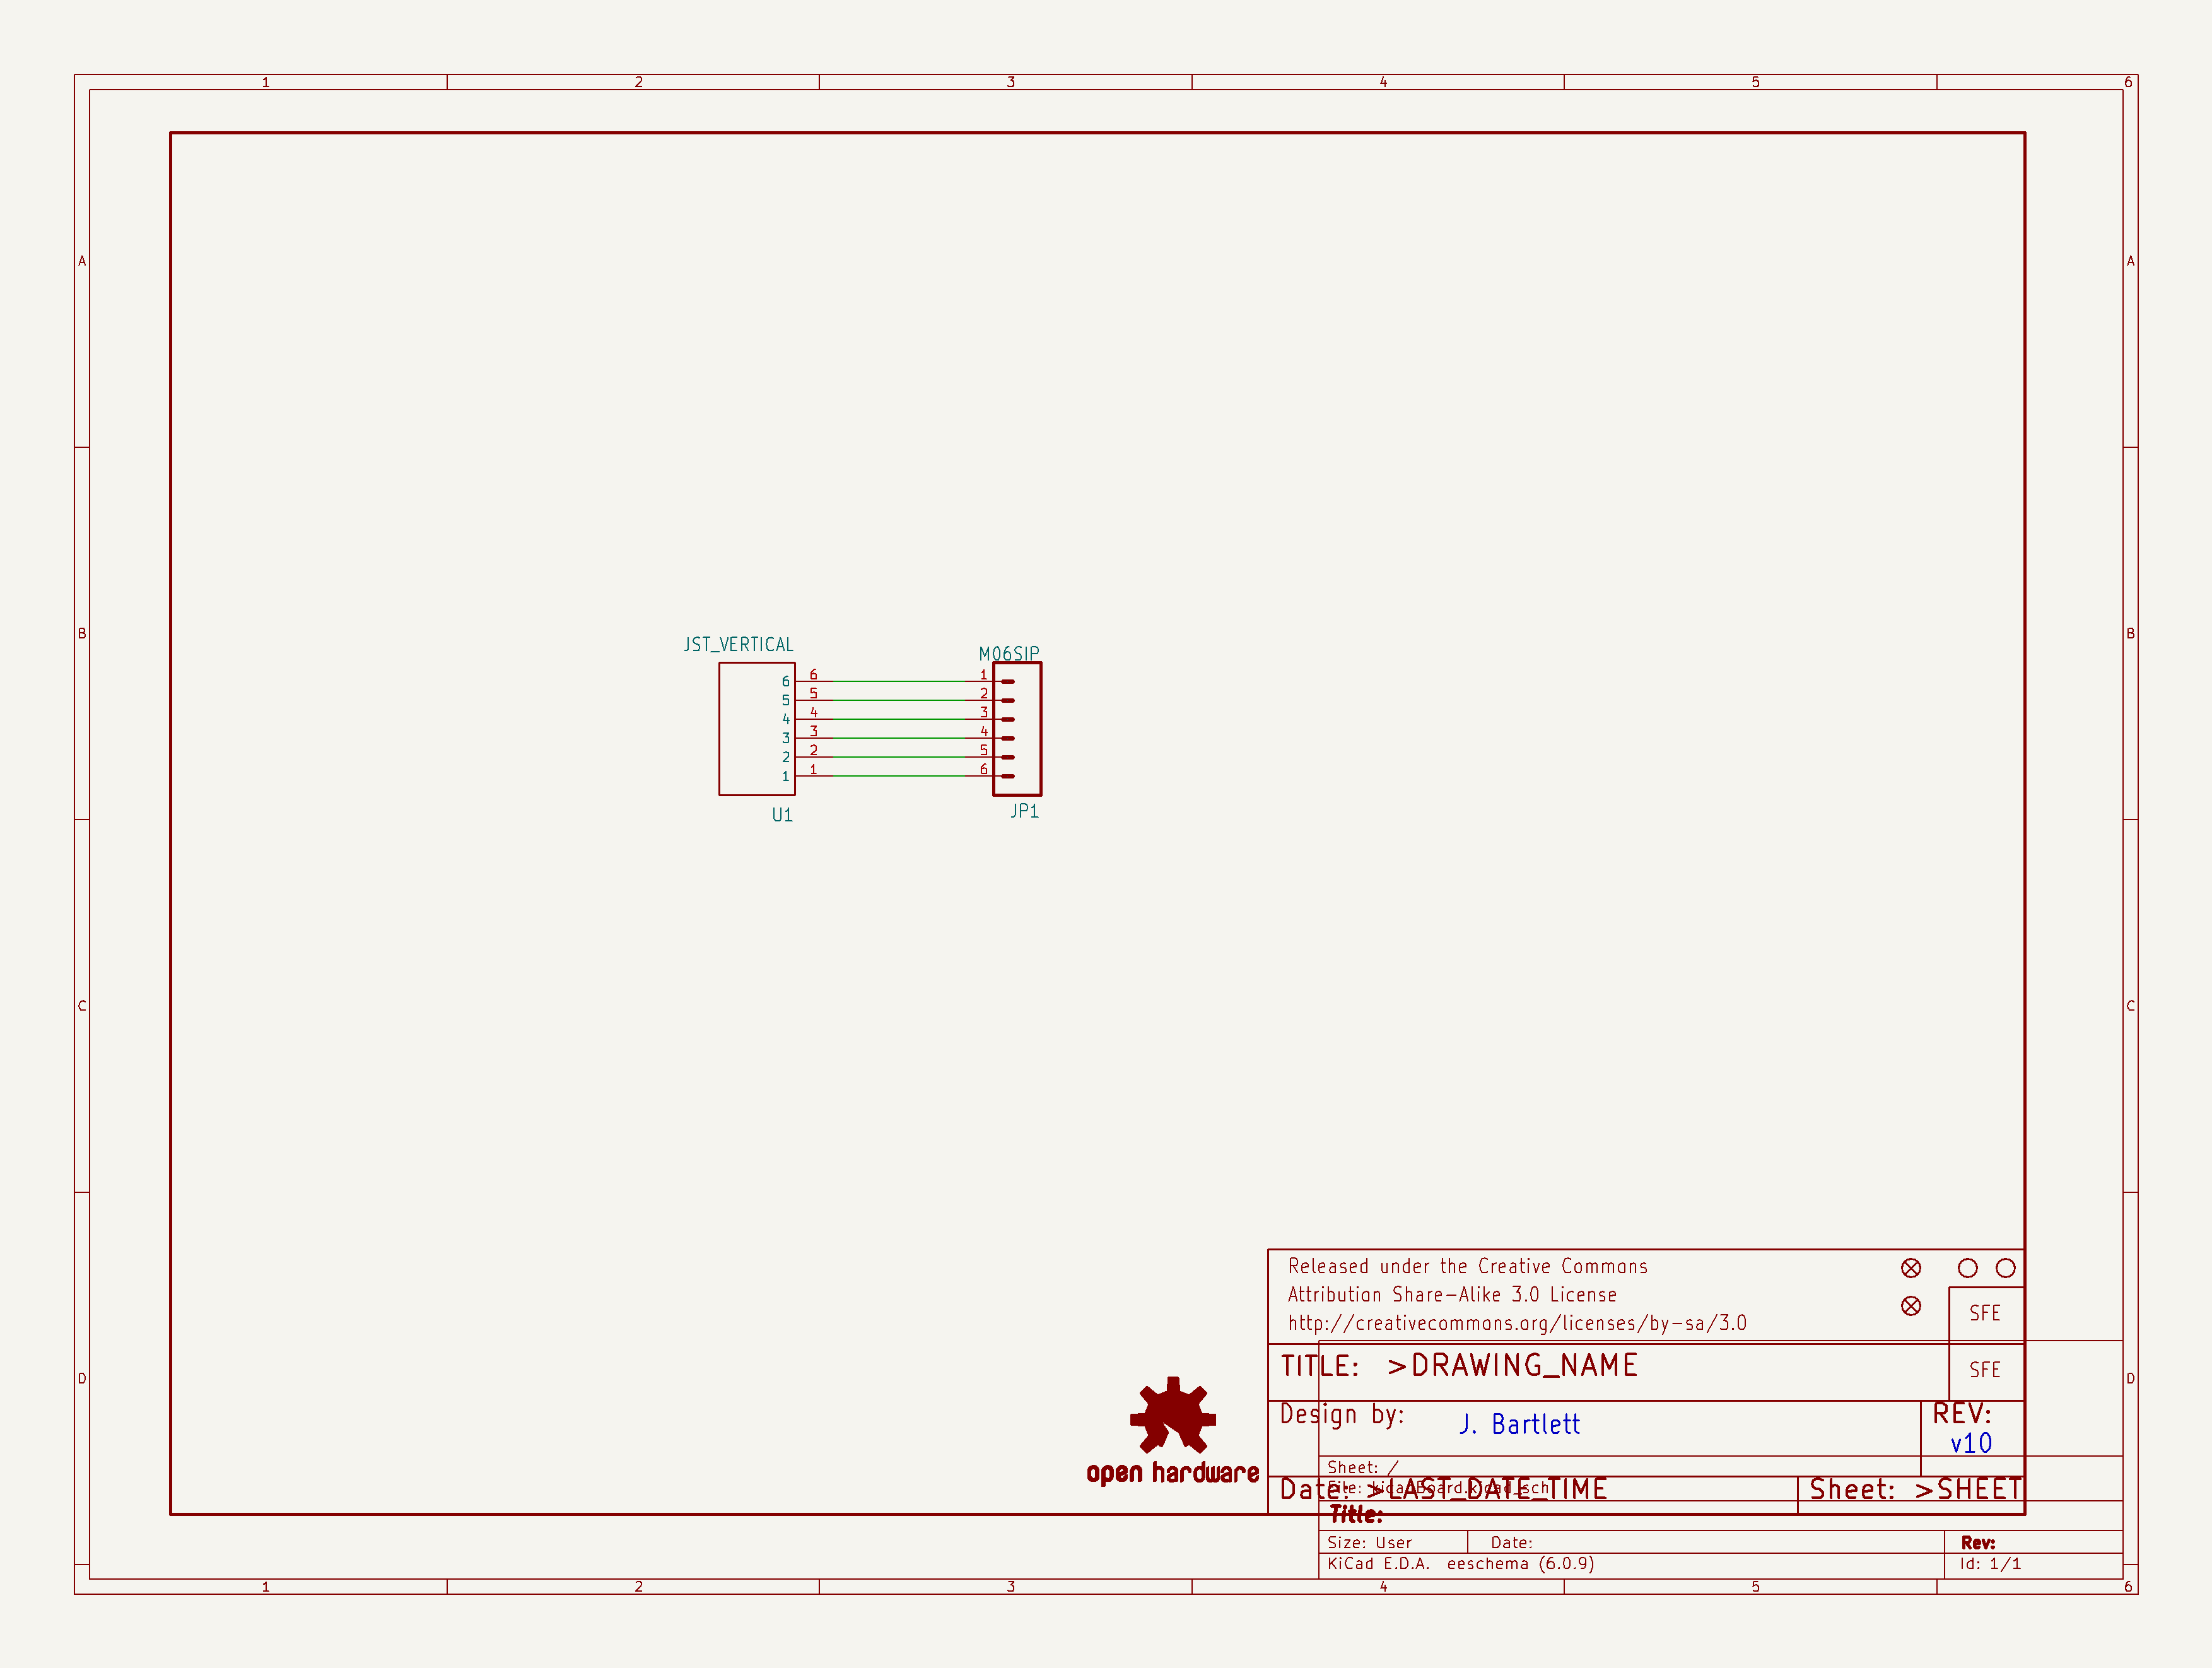 1 2 3 4 5 6
A A
JST_VERTICAL
M06SIP
B B
6 6 1
5 5 2
4 4 3
3 3 4
2 2 5
1 1 6
U1
JP1
C C
Released under the Creative Commons
Attribution Share-Alike 3.0 License
http://creativecommons.org/licenses/by-sa/3.0
SFE
TITLE: >DRAWING_NAME
SFE
D D
Design by: J. Bartlett
REV:
v10
open hardware
Sheet: /
File: kicadBoard.kicad_sch
Date: >LAST_DATE_TIME
Sheet: >SHEET
Title:
Size: User Date: Rev:
KiCad E.D.A. eeschema (6.0.9) Id: 1/1
1 2 3 4 5 6